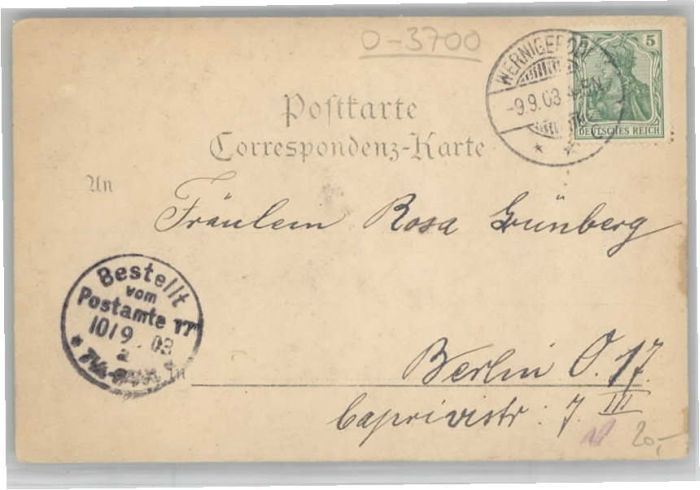 O-3700
WERNIGERODE
-9.9.03
5
DEUTSCHES REICH
Postkarte
Correspondenz-Karte
An
Fräulein Rosa Grünberg
Bestellt
vom
Postamte 17
10/9.03
a
in
Berlin O. 17.
Caprivistr: 7 III
20,-